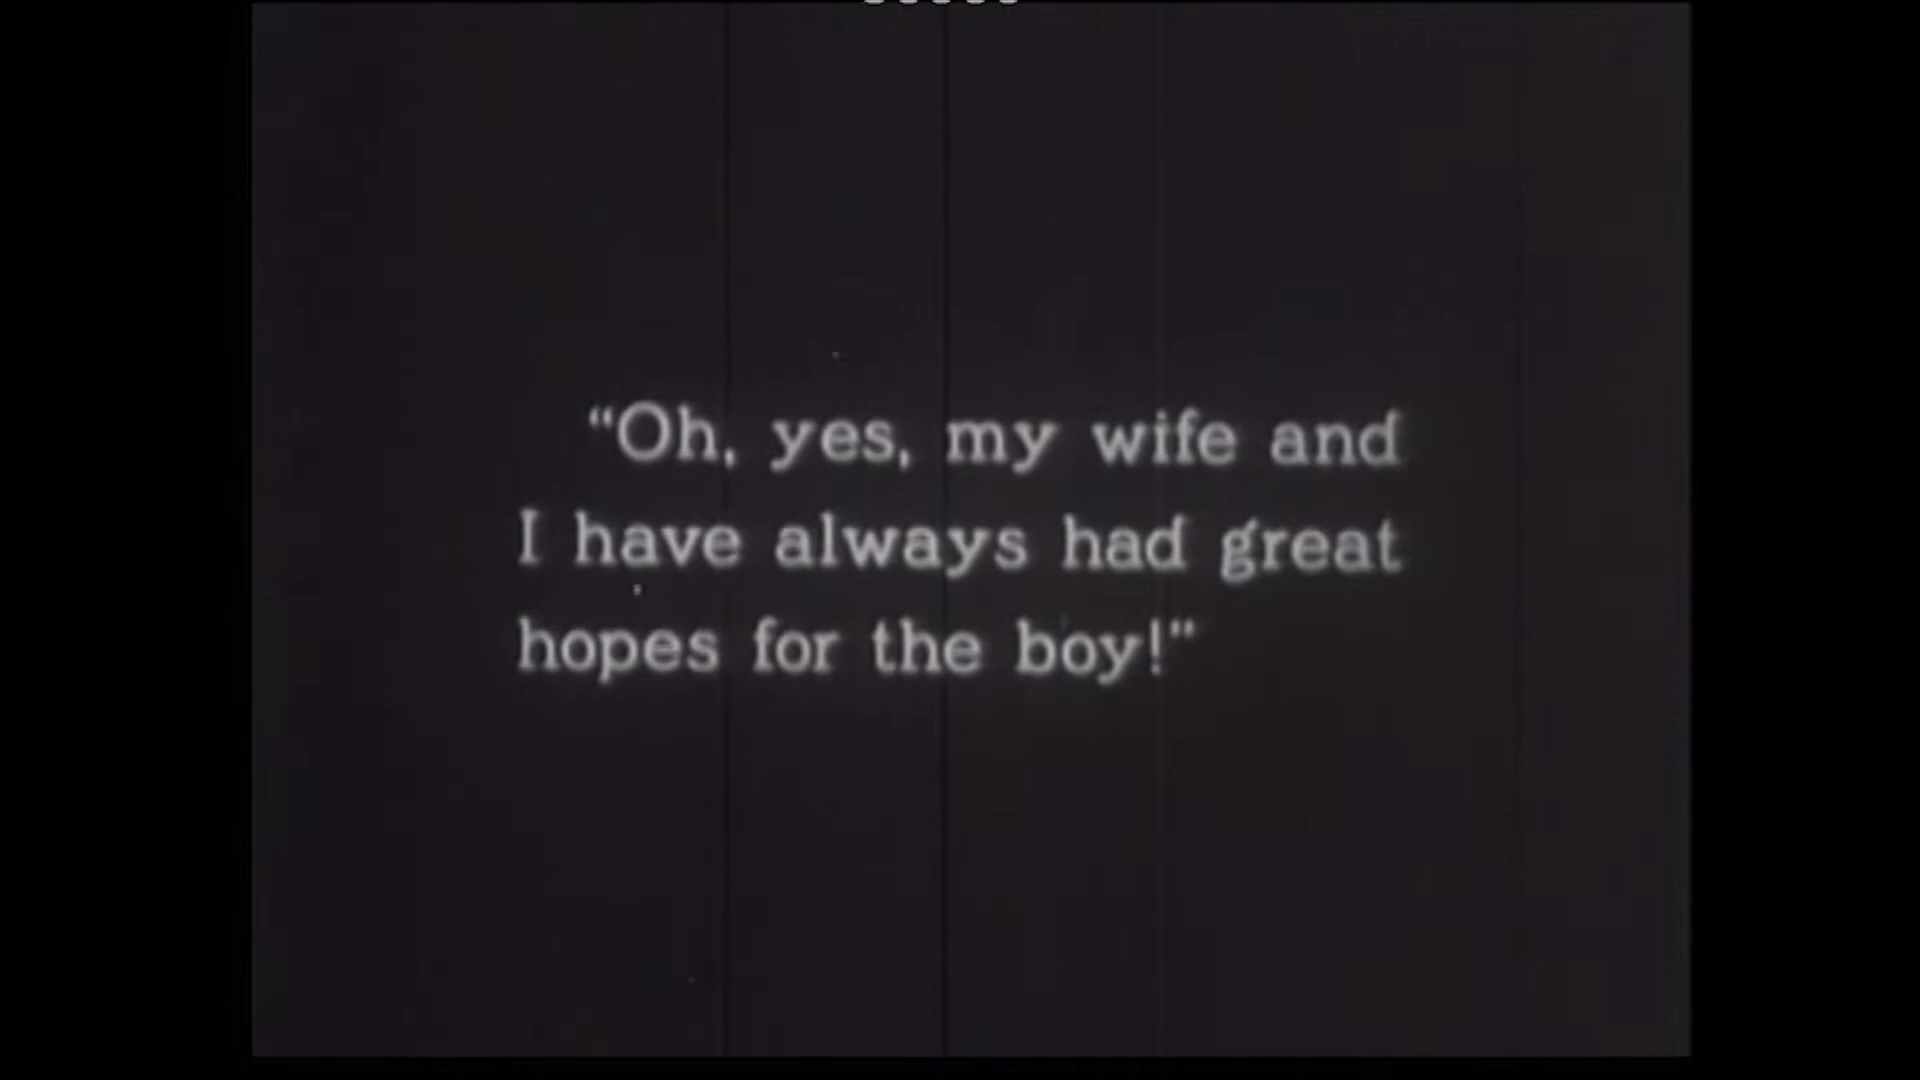 “Oh, yes, my wife and
I have always had great
hopes for the boy!”